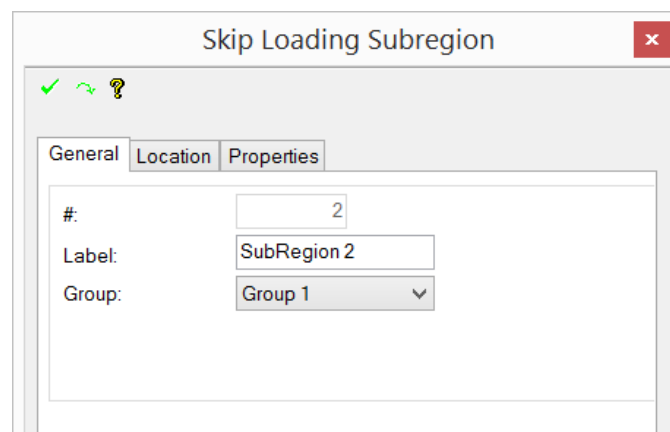 Skip Loading Subregion
General Location Properties
#: 2
Label: SubRegion 2
Group: Group 1